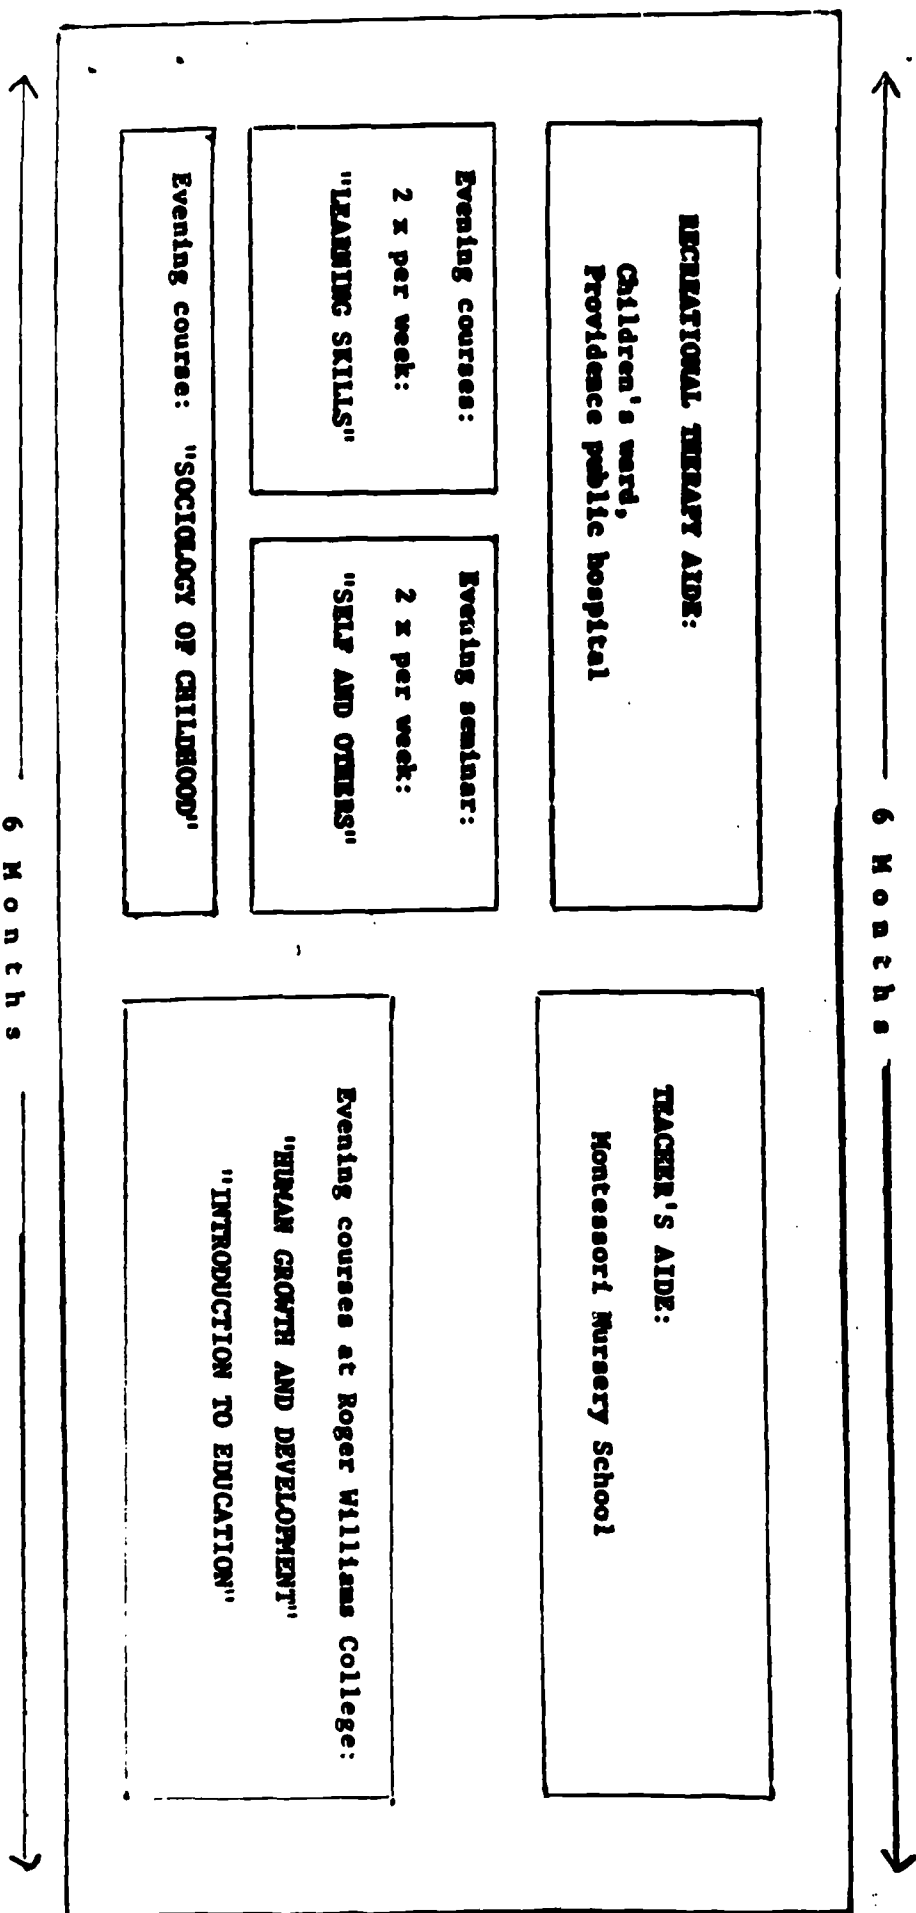 6 Months
RECREATIONAL THERAPY AIDE:
Children's ward,
Providence public hospital
TEACHER'S AIDE:
Montessori Nursery School
Evening courses:
2 x per week:
"LEARNING SKILLS"
Evening seminar:
2 x per week:
"SELF AND OTHERS"
Evening courses at Roger Williams College:
"HUMAN GROWTH AND DEVELOPMENT"
"INTRODUCTION TO EDUCATION"
Evening course: "SOCIOLOGY OF CHILDHOOD"
6 Months